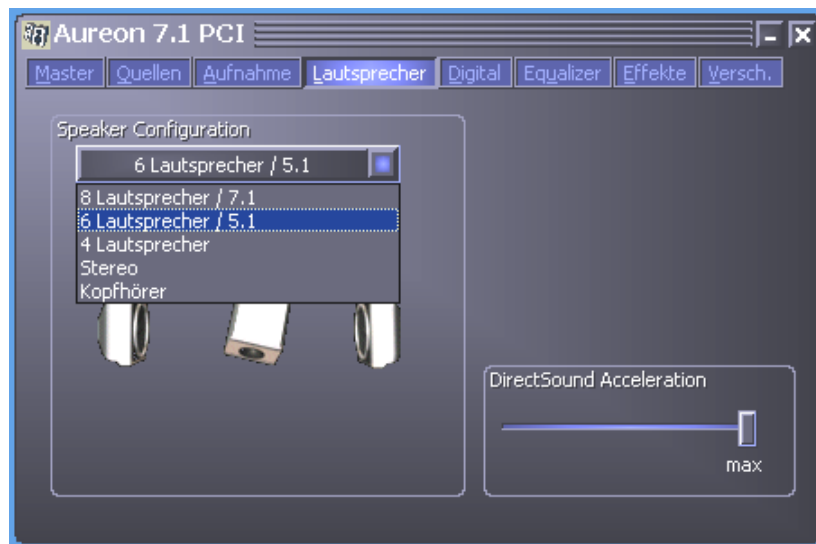 Aureon 7.1 PCI
Master Quellen Aufnahme Lautsprecher Digital Equalizer Effekte Versch.
Speaker Configuration
6 Lautsprecher / 5.1
8 Lautsprecher / 7.1
6 Lautsprecher / 5.1
4 Lautsprecher
Stereo
Kopfhörer
DirectSound Acceleration
max